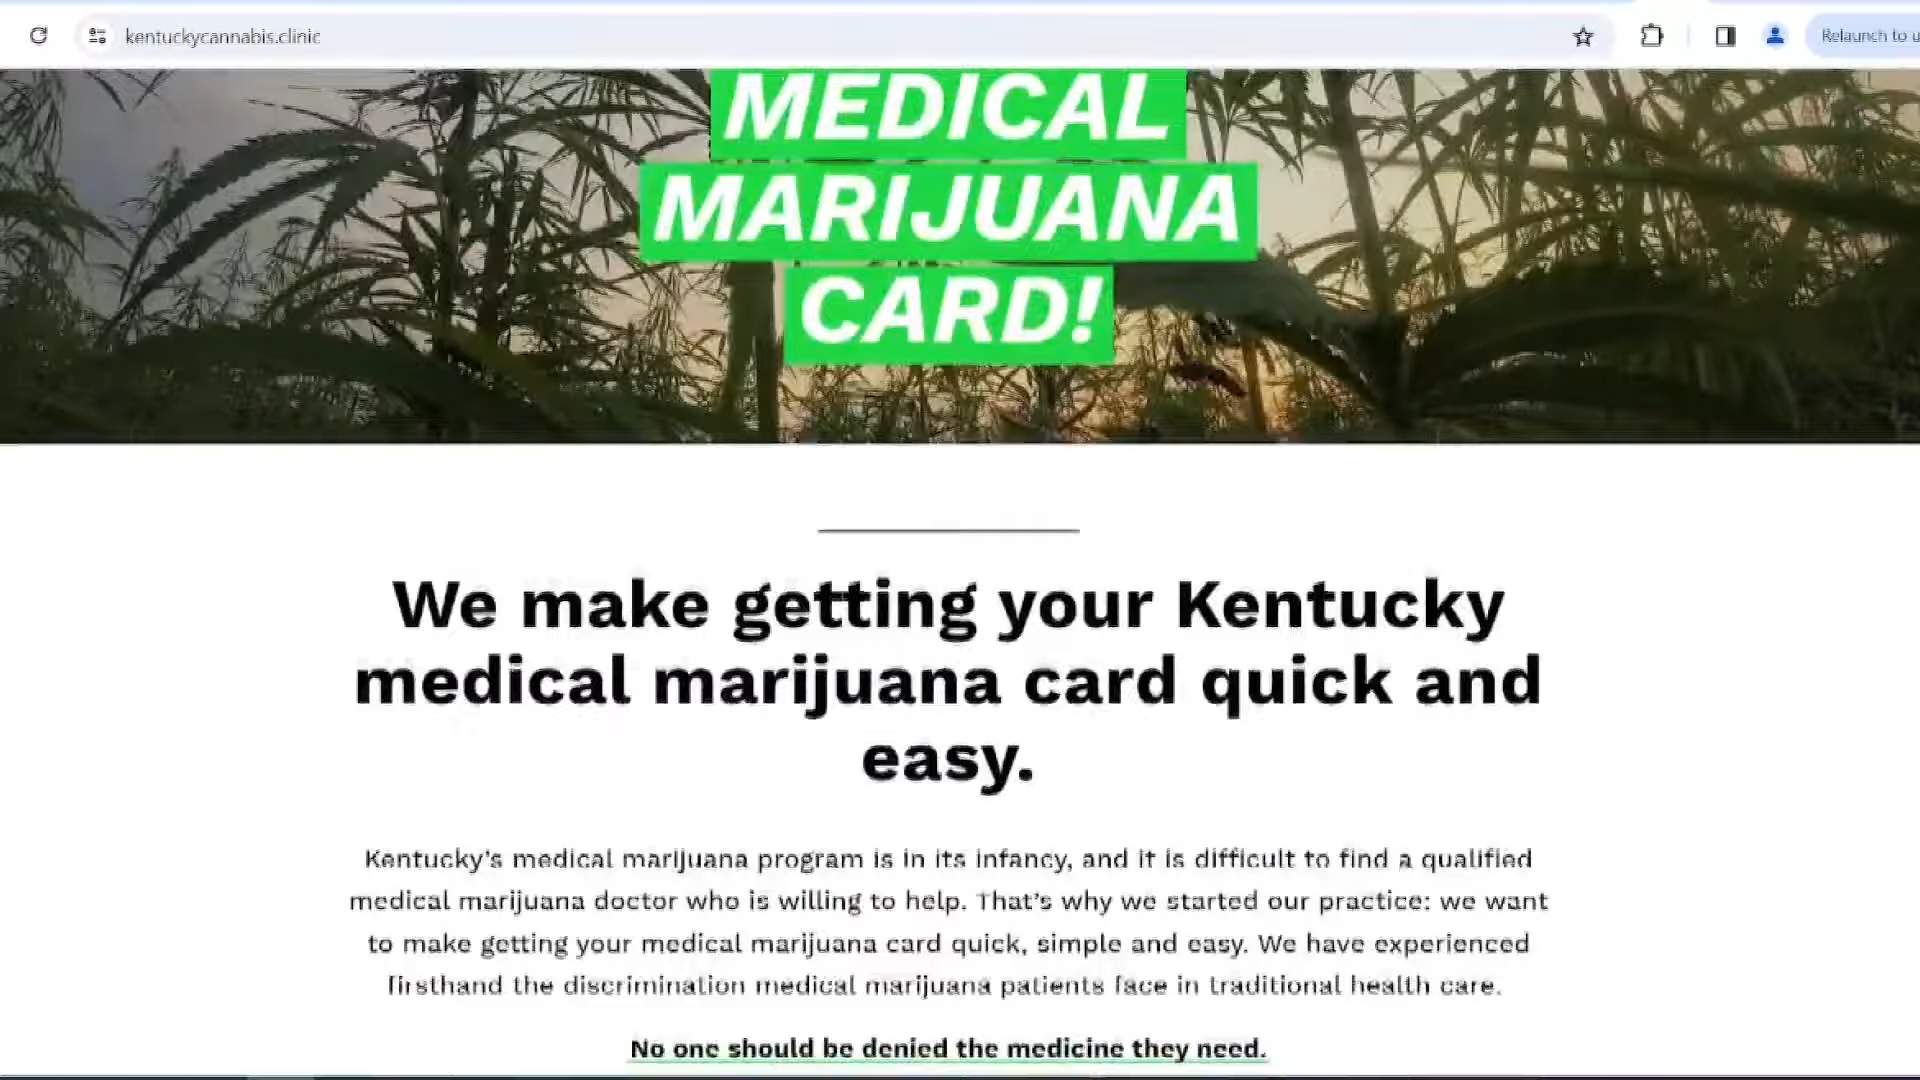 kentuckycannabis.clinic
Relaunch to u
MEDICAL
MARIJUANA
CARD!
We make getting your Kentucky
medical marijuana card quick and
easy.
Kentucky's medical marijuana program is in its infancy, and it is difficult to find a qualified
medical marijuana doctor who is willing to help. That's why we started our practice: we want
to make getting your medical marijuana card quick, simple and easy. We have experienced
firsthand the discrimination medical marijuana patients face in traditional health care.
No one should be denied the medicine they need.